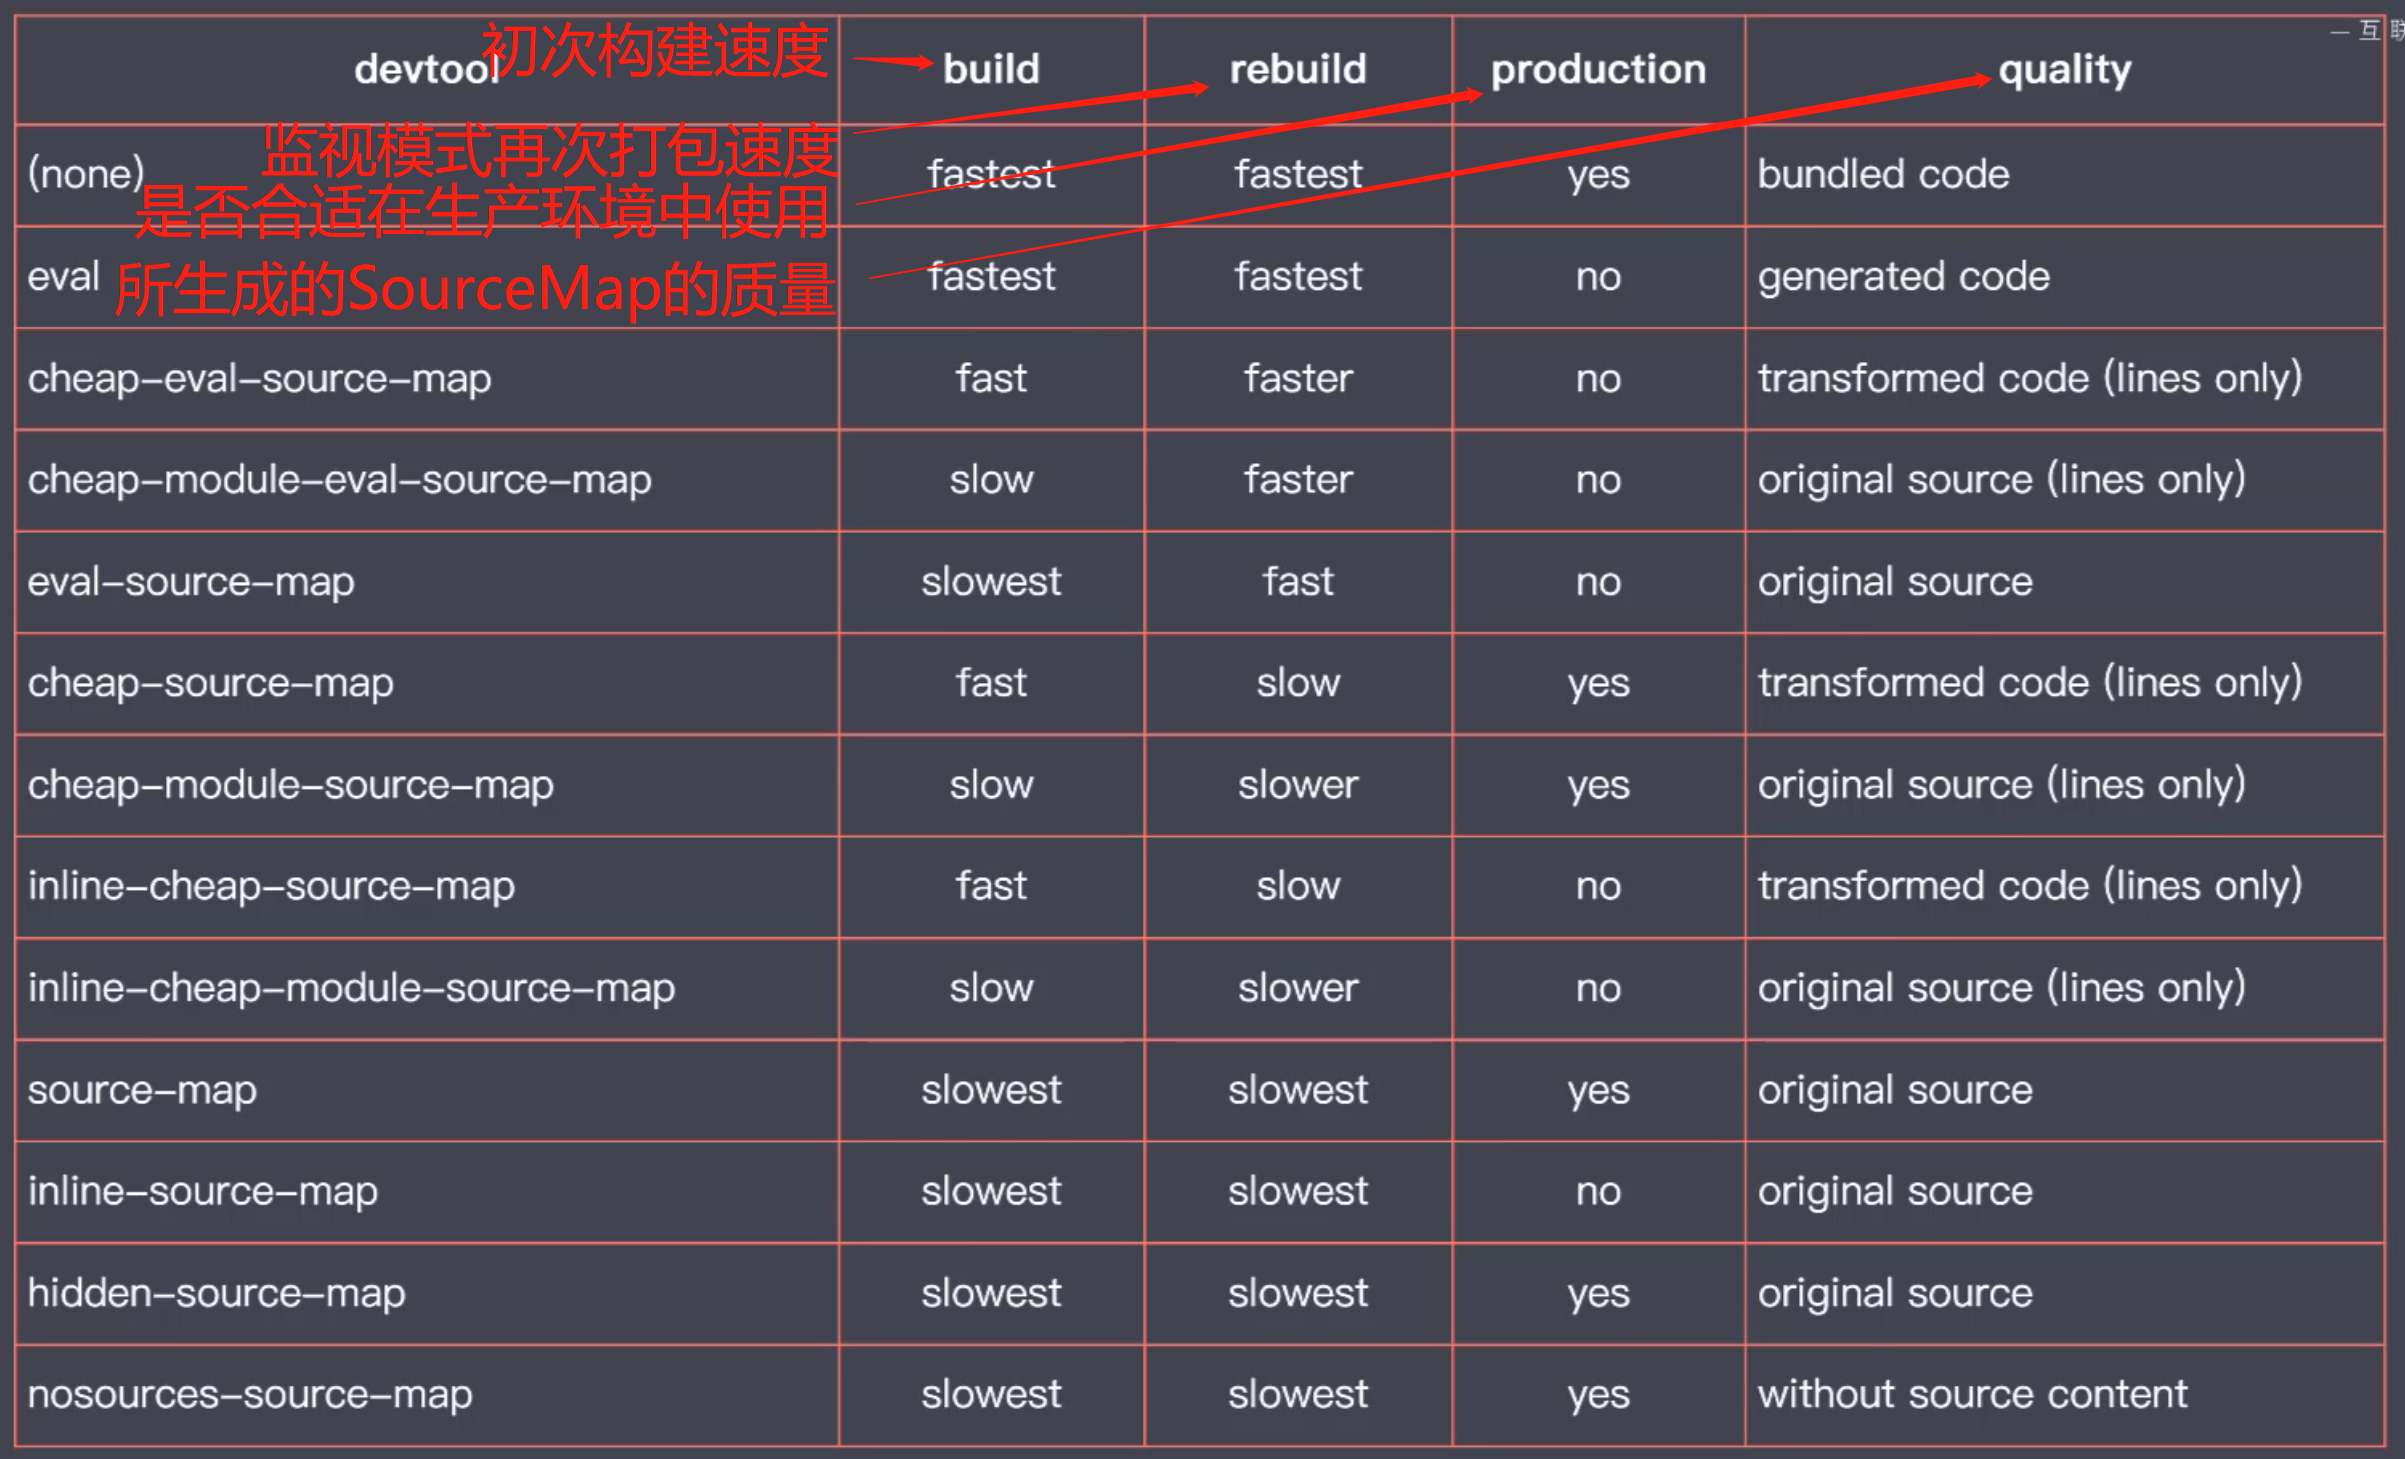 devtool 初次构建速度 build rebuild production quality
一 互
监视模式再次打包速度
(none) fastest fastest yes bundled code
是否合适在生产环境中使用
eval 所生成的SourceMap的质量 fastest fastest no generated code
cheap-eval-source-map fast faster no transformed code (lines only)
cheap-module-eval-source-map slow faster no original source (lines only)
eval-source-map slowest fast no original source
cheap-source-map fast slow yes transformed code (lines only)
cheap-module-source-map slow slower yes original source (lines only)
inline-cheap-source-map fast slow no transformed code (lines only)
inline-cheap-module-source-map slow slower no original source (lines only)
source-map slowest slowest yes original source
inline-source-map slowest slowest no original source
hidden-source-map slowest slowest yes original source
nosources-source-map slowest slowest yes without source content